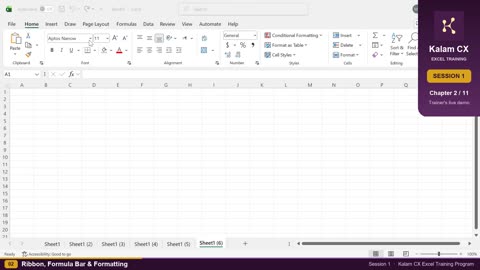 File Home Insert Draw Page Layout Formulas Data Review View Automate Help
Search
Paste
Aptos Narrow 11
General
Conditional Formatting
Format as Table
Cell Styles
Insert
Delete
Format
Sort &
Filter
Clipboard Font Alignment Number Styles Cells
A1 fx
A B C D E F G H I J K L M N O P Q
1
2
3
4
5
6
7
8
9
10
11
12
13
14
15
16
17
18
19
20
21
Kalam CX
EXCEL TRAINING
SESSION 1
Chapter 2 / 11
Trainer's live demo
Sheet1 Sheet1 (2) Sheet1 (3) Sheet1 (4) Sheet1 (5) Sheet1 (6)
Ready Accessibility: Good to go 100%
02 Ribbon, Formula Bar & Formatting
Session 1 Kalam CX Excel Training Program